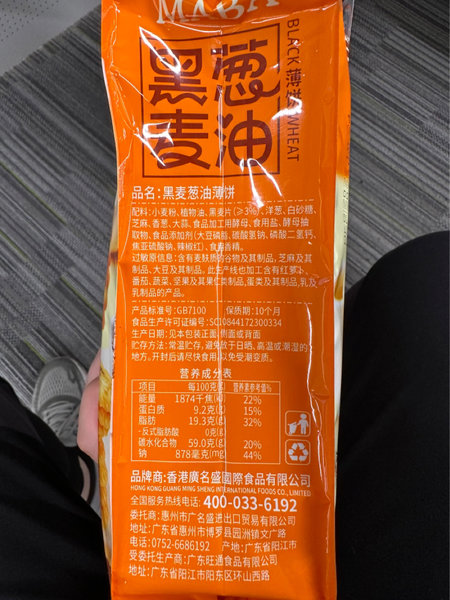 MABA
黑麦
葱油
BLACK 薄饼 WHEAT
品名：黑麦葱油薄饼
配料：小麦粉、植物油、黑麦片(≥3%)、洋葱、白砂糖、
芝麻、香葱、大蒜、食品加工用酵母、食用盐、酵母抽
取物、食品添加剂(大豆磷脂、碳酸氢钠、磷酸二氢钙、
焦亚硫酸钠、辣椒红)、食用香精。
过敏原信息：含有麸质的谷物及其制品，芝麻及其
制品，大豆及其制品。此生产线也加工含有红萝卜、
番茄、蔬菜、坚果及其果仁类制品，蛋类及其制品，乳及
乳制品的产品。
产品标准号：GB7100 保质期：10个月
食品生产许可证编号：SC10844172300334
生产日期：见本包装正面/侧面或背面
贮存方法：常温贮存，避免放于日晒、高温或潮湿的
地方。开封后请尽快食用，以免受潮变质。
营养成分表
项目 每100克(g) 营养素参考值%
能量 1874千焦(kJ) 22%
蛋白质 9.2克(g) 15%
脂肪 19.3克(g) 32%
-反式脂肪酸 0克(g)
碳水化合物 59.0克(g) 20%
钠 878毫克(mg) 44%
品牌商：香港廣名盛國際食品有限公司
HONG KONG GUANG MING SHENG INTERNATIONAL FOODS CO., LIMITED
全国服务热线电话：400-033-6192
委托商：惠州市广名盛进出口贸易有限公司
地址：广东省惠州市博罗县园洲镇文广路
电话：0752-6686192 产地：广东省阳江市
受委托生产商：广东旺通食品有限公司
地址：广东省阳江市阳东区环山西路